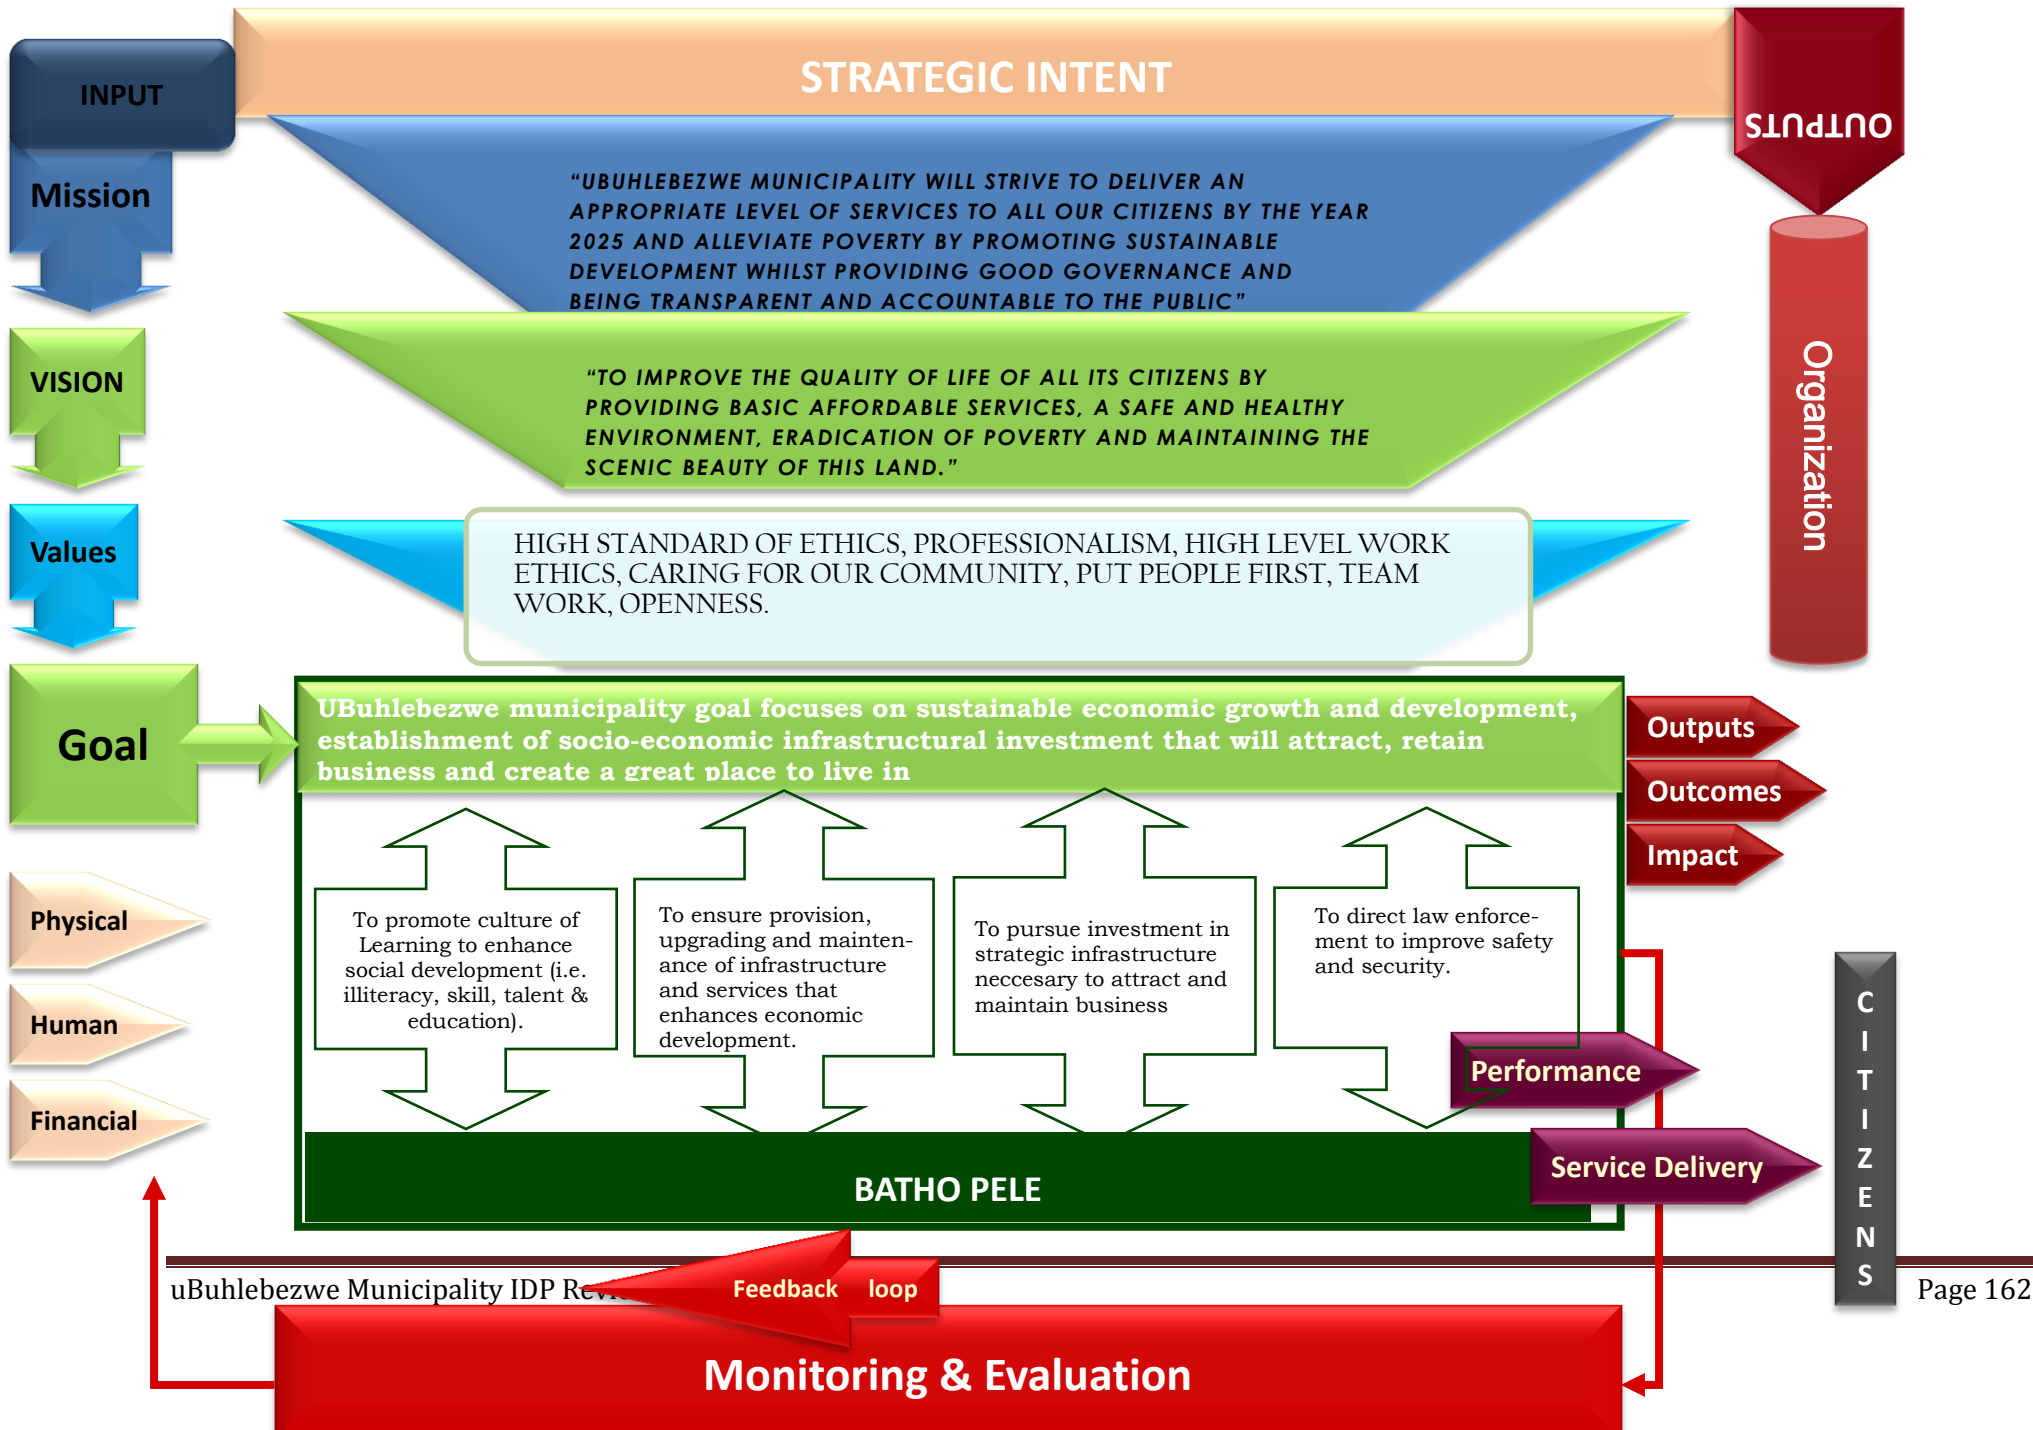 STRATEGIC INTENT
INPUT
OUTPUTS
Mission
“UBUHLEBEZWE MUNICIPALITY WILL STRIVE TO DELIVER AN
APPROPRIATE LEVEL OF SERVICES TO ALL OUR CITIZENS BY THE YEAR
2025 AND ALLEVIATE POVERTY BY PROMOTING SUSTAINABLE
DEVELOPMENT WHILST PROVIDING GOOD GOVERNANCE AND
BEING TRANSPARENT AND ACCOUNTABLE TO THE PUBLIC”
VISION
“TO IMPROVE THE QUALITY OF LIFE OF ALL ITS CITIZENS BY
PROVIDING BASIC AFFORDABLE SERVICES, A SAFE AND HEALTHY
ENVIRONMENT, ERADICATION OF POVERTY AND MAINTAINING THE
SCENIC BEAUTY OF THIS LAND.”
Organization
Values
HIGH STANDARD OF ETHICS, PROFESSIONALISM, HIGH LEVEL WORK
ETHICS, CARING FOR OUR COMMUNITY, PUT PEOPLE FIRST, TEAM
WORK, OPENNESS.
Goal
UBuhlebezwe municipality goal focuses on sustainable economic growth and development,
establishment of socio-economic infrastructural investment that will attract, retain
business and create a great place to live in
Outputs
Outcomes
Impact
Physical
Human
Financial
To promote culture of
Learning to enhance
social development (i.e.
illiteracy, skill, talent &
education).
To ensure provision,
upgrading and mainten-
ance of infrastructure
and services that
enhances economic
development.
To pursue investment in
strategic infrastructure
neccesary to attract and
maintain business
To direct law enforce-
ment to improve safety
and security.
Performance
Service Delivery
CITIZENS
BATHO PELE
uBuhlebezwe Municipality IDP
Feedback loop
Page 162
Monitoring & Evaluation